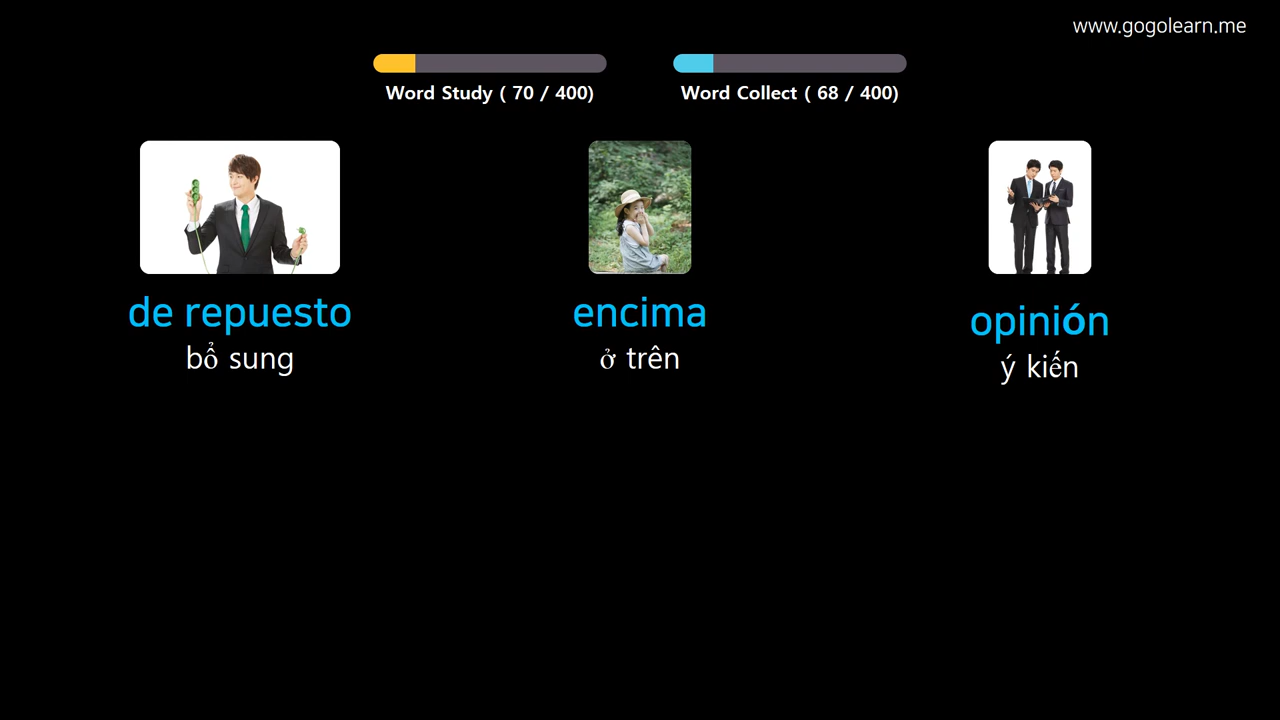 www.gogolearn.me
Word Study ( 70 / 400)
Word Collect ( 68 / 400)
de repuesto
bổ sung
encima
ở trên
opinión
ý kiến